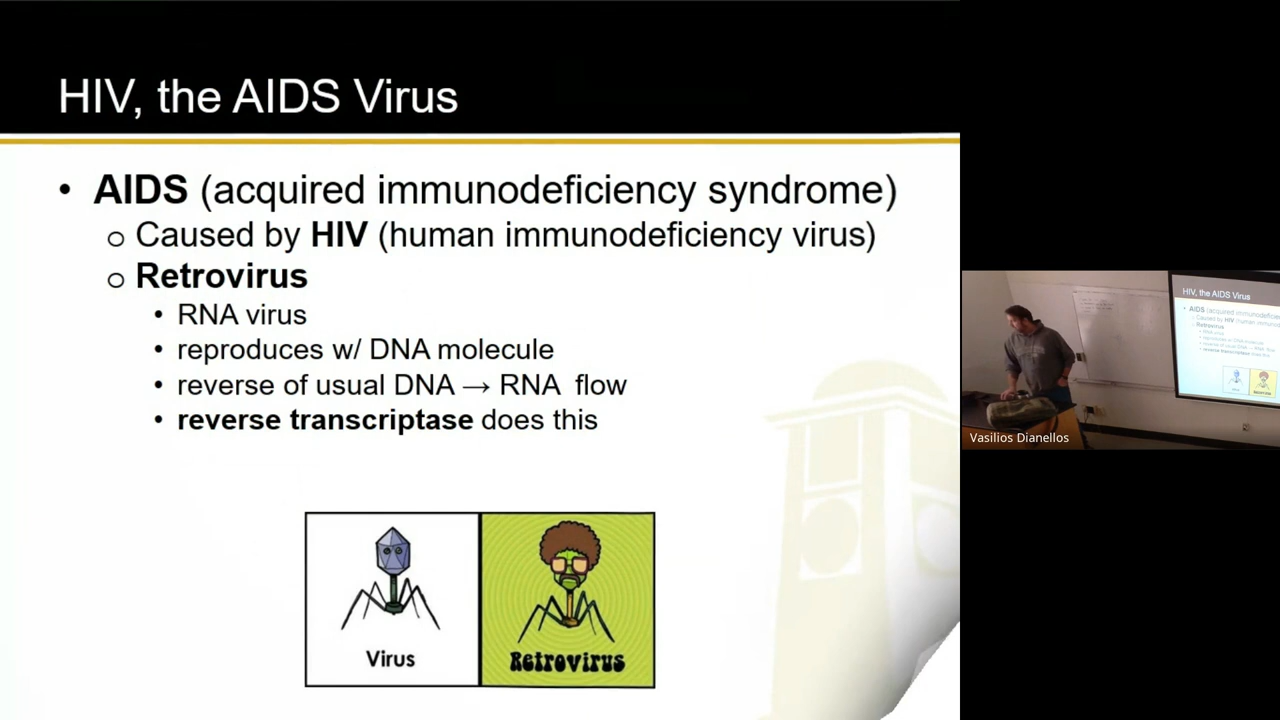 HIV, the AIDS Virus
• AIDS (acquired immunodeficiency syndrome)
o Caused by HIV (human immunodeficiency virus)
o Retrovirus
• RNA virus
• reproduces w/ DNA molecule
• reverse of usual DNA → RNA flow
• reverse transcriptase does this
Virus
Retrovirus
HIV, the AIDS Virus
Vasilios Dianellos